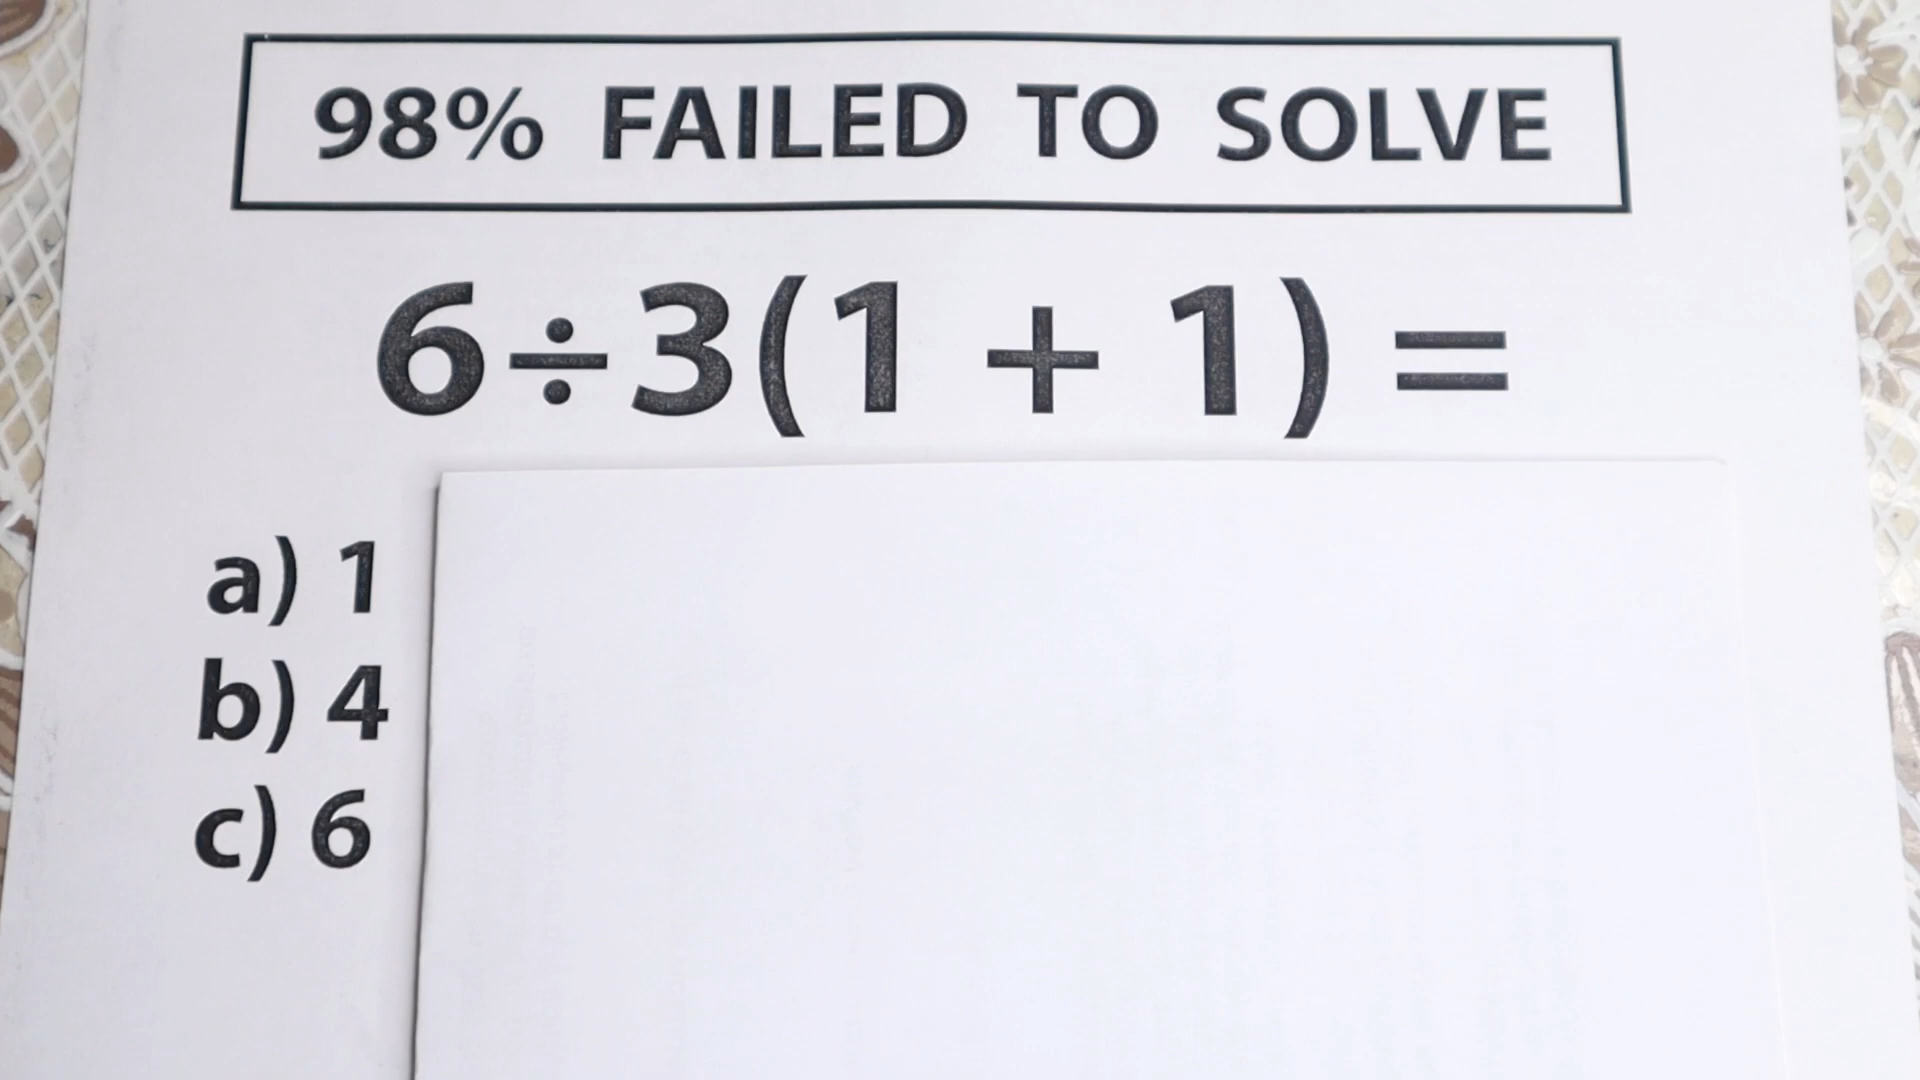 98% FAILED TO SOLVE
6÷3(1 + 1) =
a) 1
b) 4
c) 6